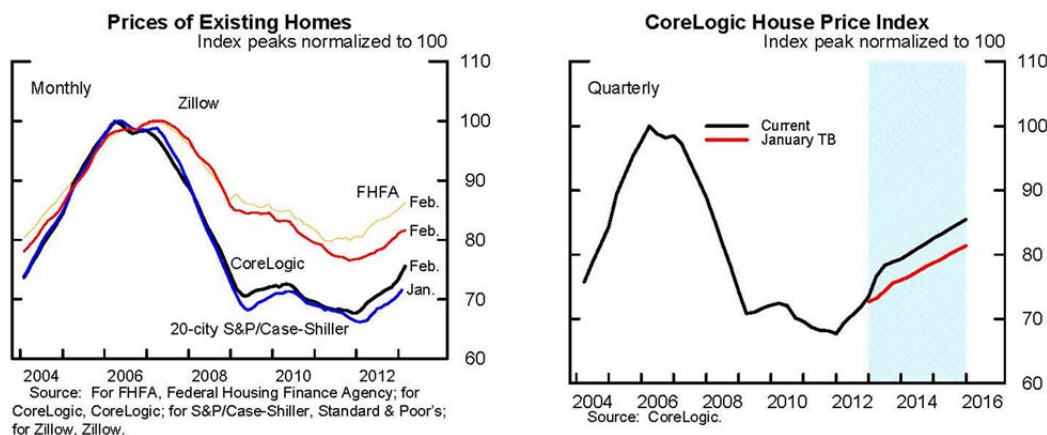 Prices of Existing Homes
Index peaks normalized to 100
Monthly
Zillow
FHFA
Feb.
Feb.
CoreLogic
Feb.
Jan.
20-city S&P/Case-Shiller
110
100
90
80
70
60
2004 2006 2008 2010 2012
Source: For FHFA, Federal Housing Finance Agency; for
CoreLogic, CoreLogic; for S&P/Case-Shiller, Standard & Poor's;
for Zillow, Zillow.
CoreLogic House Price Index
Index peak normalized to 100
Quarterly
Current
January TB
110
100
90
80
70
60
2004 2006 2008 2010 2012 2014 2016
Source: CoreLogic.